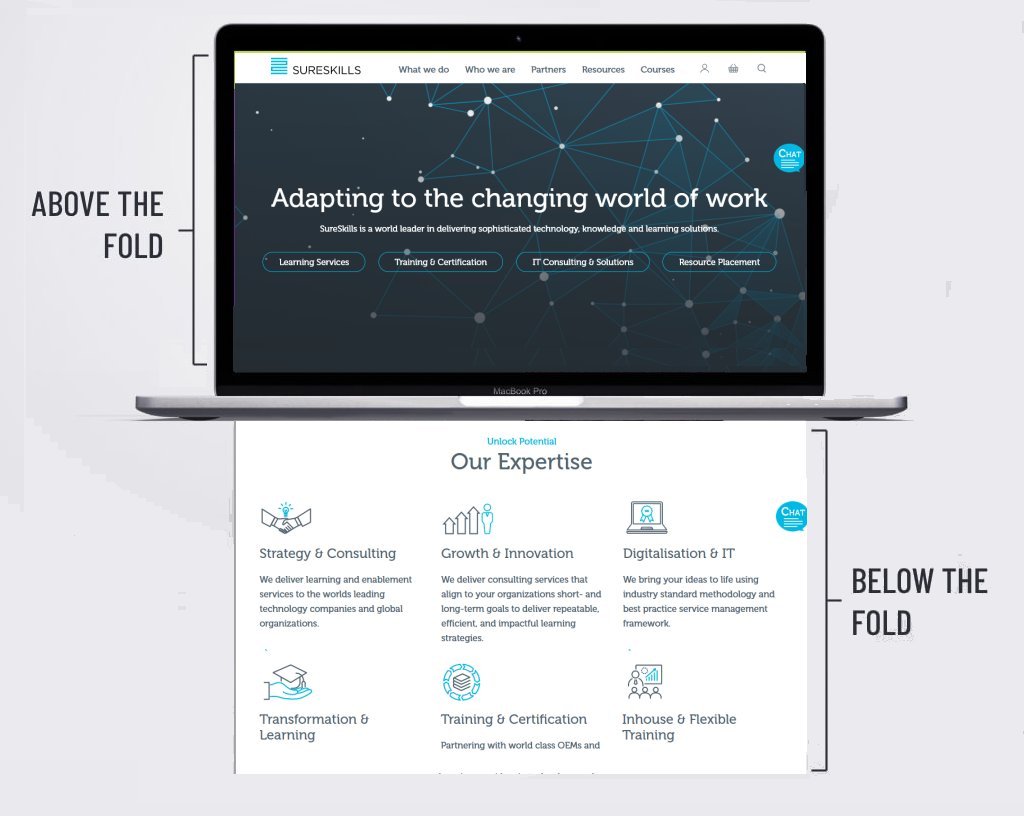 SURESKILLS
What we do Who we are Partners Resources Courses
CHAT
ABOVE THE
FOLD
Adapting to the changing world of work
SureSkills is a world leader in delivering sophisticated technology, knowledge and learning solutions.
Learning Services Training & Certification IT Consulting & Solutions Resource Placement
MacBook Pro
Unlock Potential
Our Expertise
CHAT
Strategy & Consulting
We deliver learning and enablement
services to the worlds leading
technology companies and global
organizations.
Growth & Innovation
We deliver consulting services that
align to your organizations short- and
long-term goals to deliver repeatable,
efficient, and impactful learning
strategies.
Digitalisation & IT
We bring your ideas to life using
industry standard methodology and
best practice service management
framework.
BELOW THE
FOLD
Transformation &
Learning
Training & Certification
Partnering with world class OEMs and
Inhouse & Flexible
Training